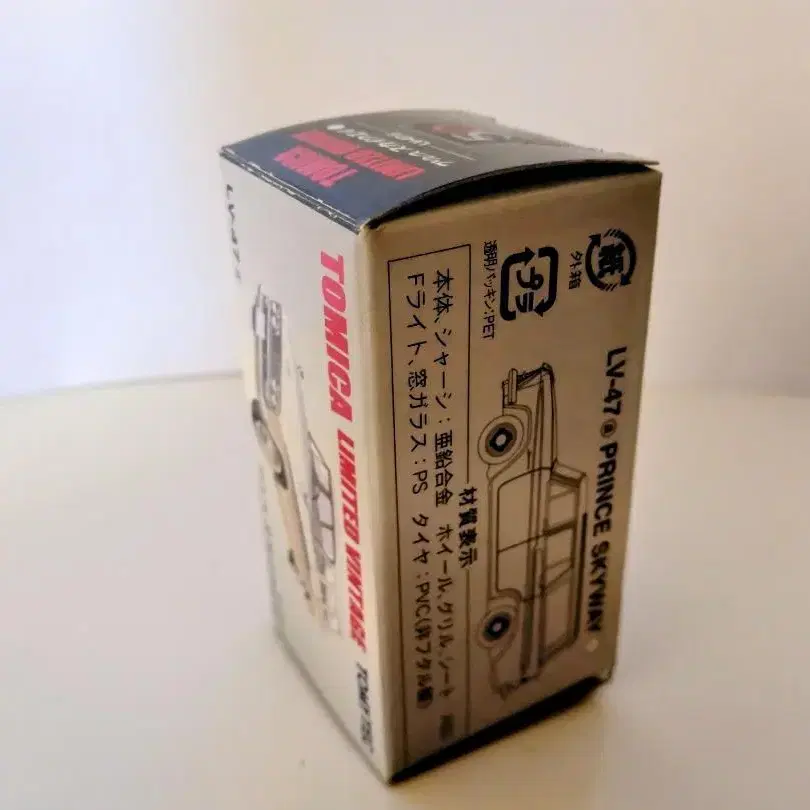 TOMICA
LIMITED VINTAGE
LV-47
TOMICA LIMITED VINTAGE
TOMYTEC
紙
外箱
プラ
透明パッキン:PET
LV-47 a PRINCE SKYWAY
材質表示
本体、シャーシ:亜鉛合金 ホイール、グリル、シート
Fライト、窓ガラス:PS タイヤ:PVC(非フタル酸)